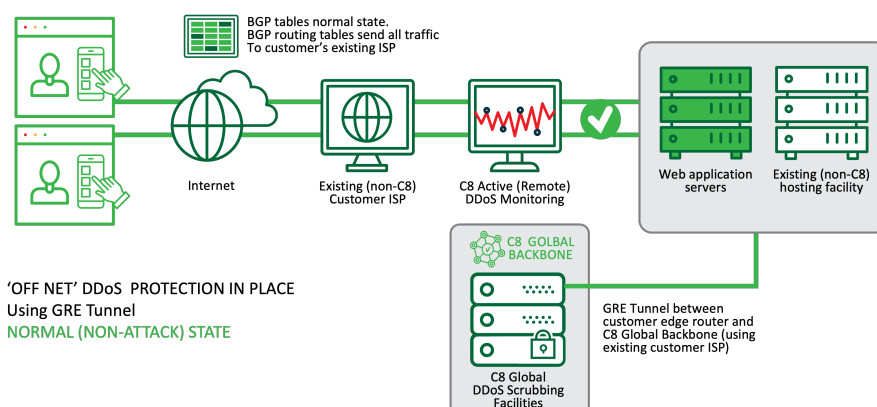 BGP tables normal state.
BGP routing tables send all traffic
To customer's existing ISP
Internet
Existing (non-C8)
Customer ISP
C8 Active (Remote)
DDoS Monitoring
Web application
servers
Existing (non-C8)
hosting facility
C8 GOLBAL
BACKBONE
'OFF NET' DDoS PROTECTION IN PLACE
Using GRE Tunnel
NORMAL (NON-ATTACK) STATE
GRE Tunnel between
customer edge router and
C8 Global Backbone (using
existing customer ISP)
C8 Global
DDoS Scrubbing
Facilities